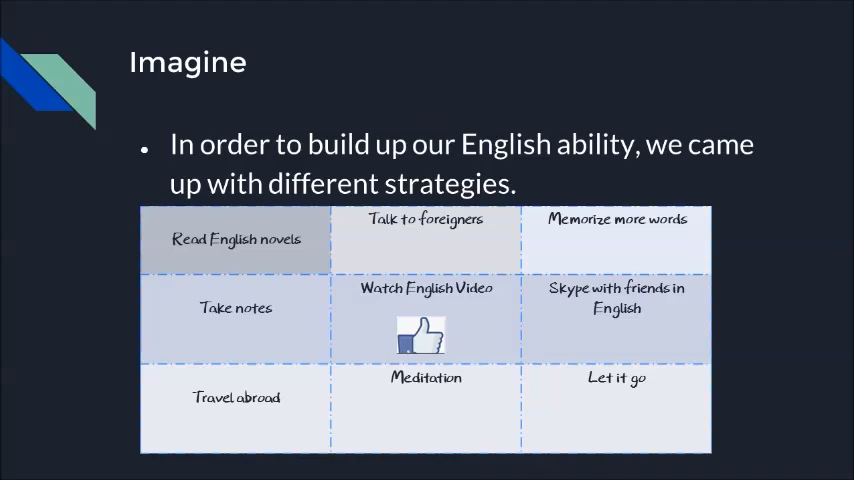 Imagine
In order to build up our English ability, we came
up with different strategies.
Read English novels
Talk to foreigners
Memorize more words
Take notes
Watch English Video
Skype with friends in
English
Travel abroad
Meditation
Let it go